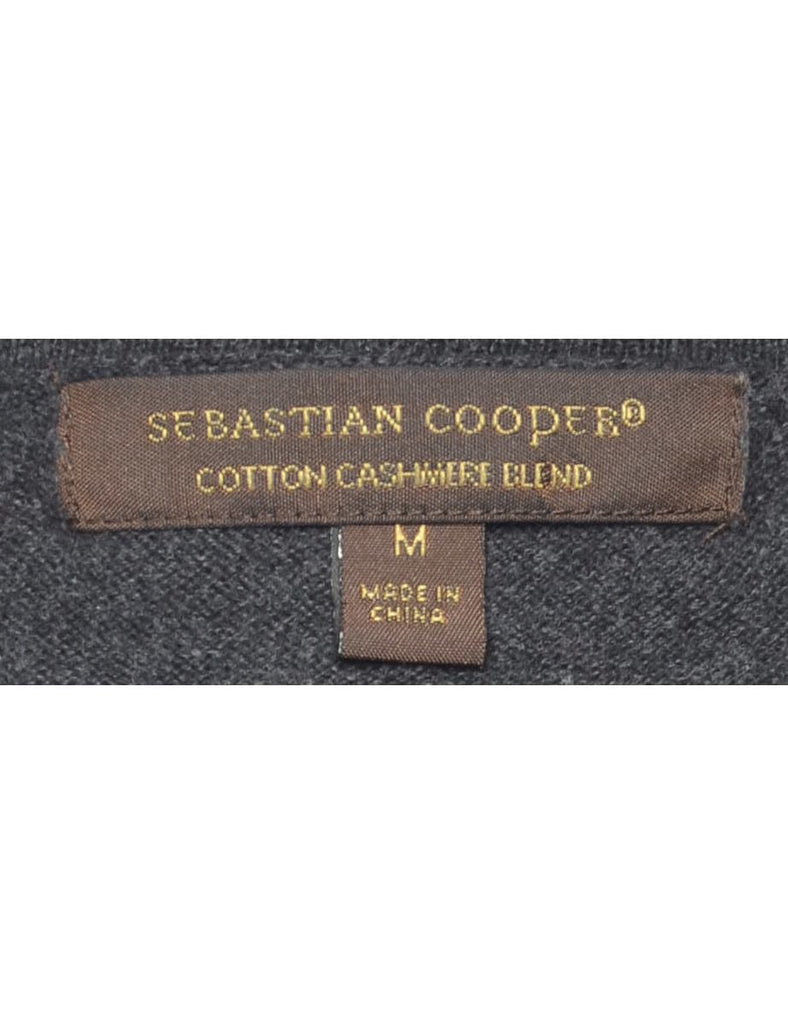 SEBASTIAN COOPER®
COTTON CASHMERE BLEND
M
MADE IN
CHINA